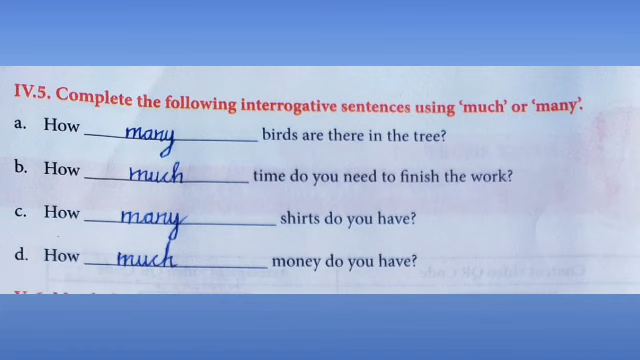 IV.5. Complete the following interrogative sentences using 'much' or 'many'.
a. How many birds are there in the tree?
b. How much time do you need to finish the work?
c. How many shirts do you have?
d. How much money do you have?